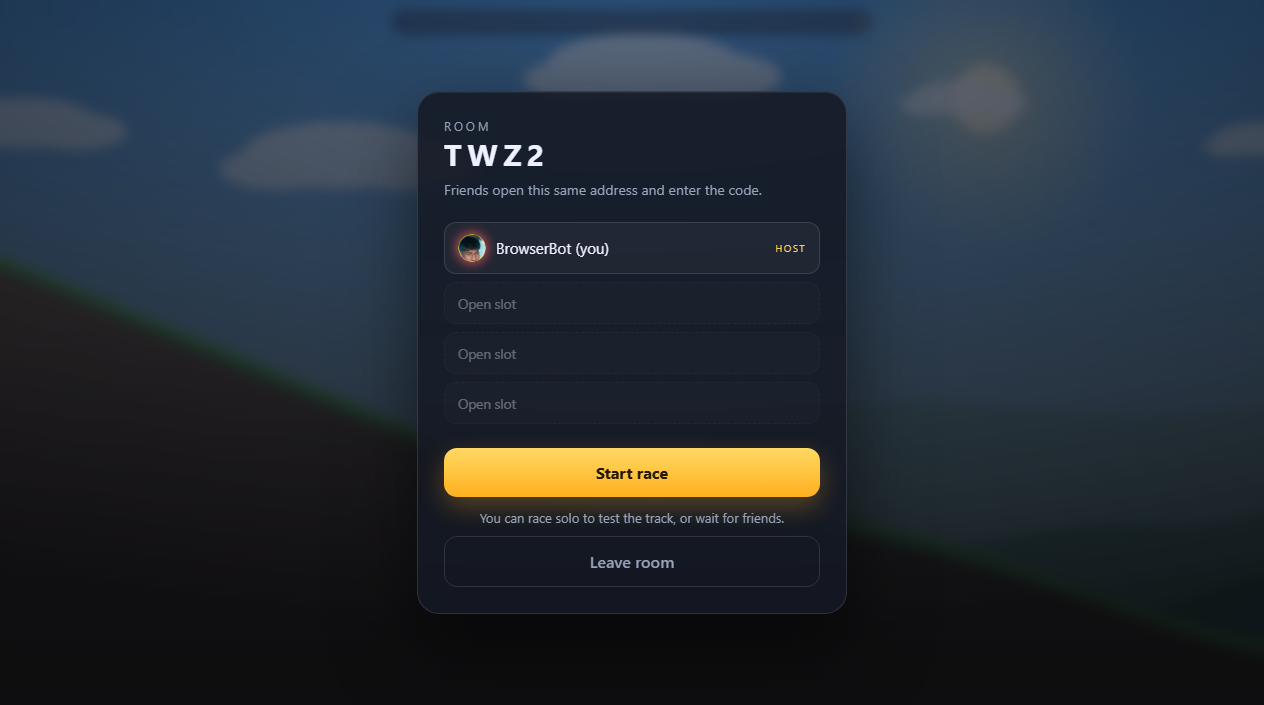 ROOM
TWZ2
Friends open this same address and enter the code.
BrowserBot (you) HOST
Open slot
Open slot
Open slot
Start race
You can race solo to test the track, or wait for friends.
Leave room